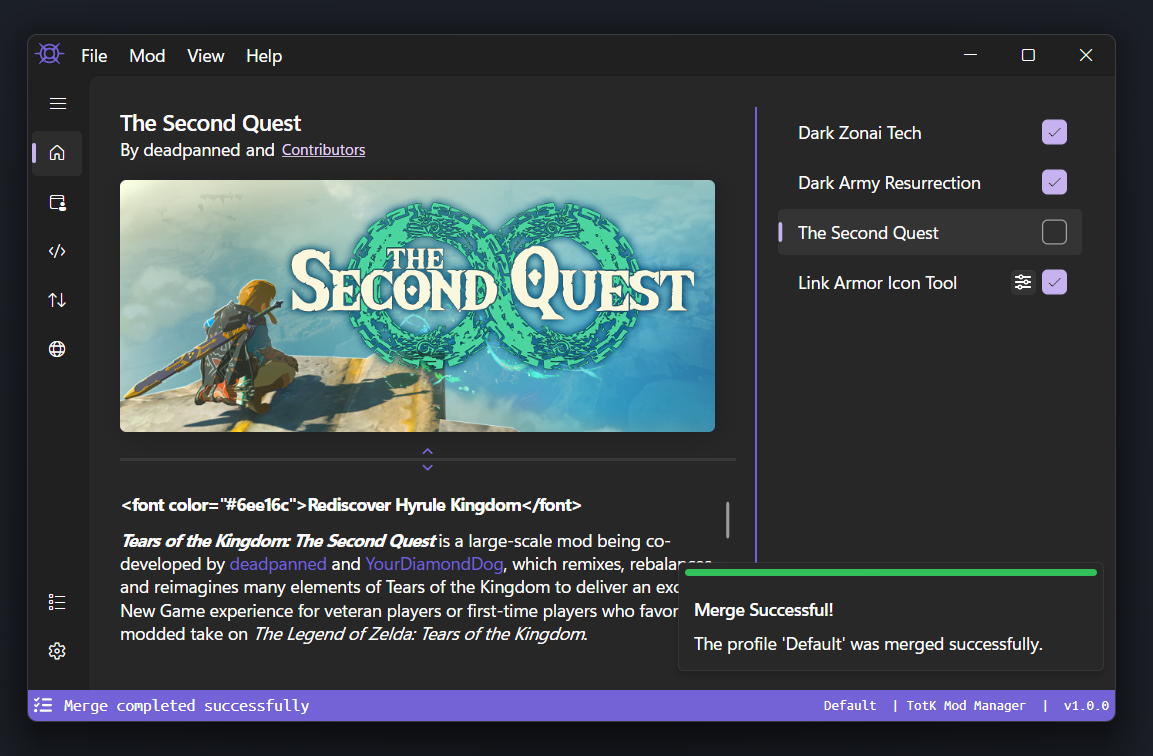 File Mod View Help
The Second Quest
By deadpanned and Contributors
THE
SECOND QUEST
<font color="#6ee16c">Rediscover Hyrule Kingdom</font>
Tears of the Kingdom: The Second Quest is a large-scale mod being co-
developed by deadpanned and YourDiamondDog, which remixes, rebalances
and reimagines many elements of Tears of the Kingdom to deliver an
New Game experience for veteran players or first-time players who favor
modded take on The Legend of Zelda: Tears of the Kingdom.
Dark Zonai Tech
Dark Army Resurrection
The Second Quest
Link Armor Icon Tool
Merge Successful!
The profile 'Default' was merged successfully.
Merge completed successfully
Default | TotK Mod Manager | v1.0.0